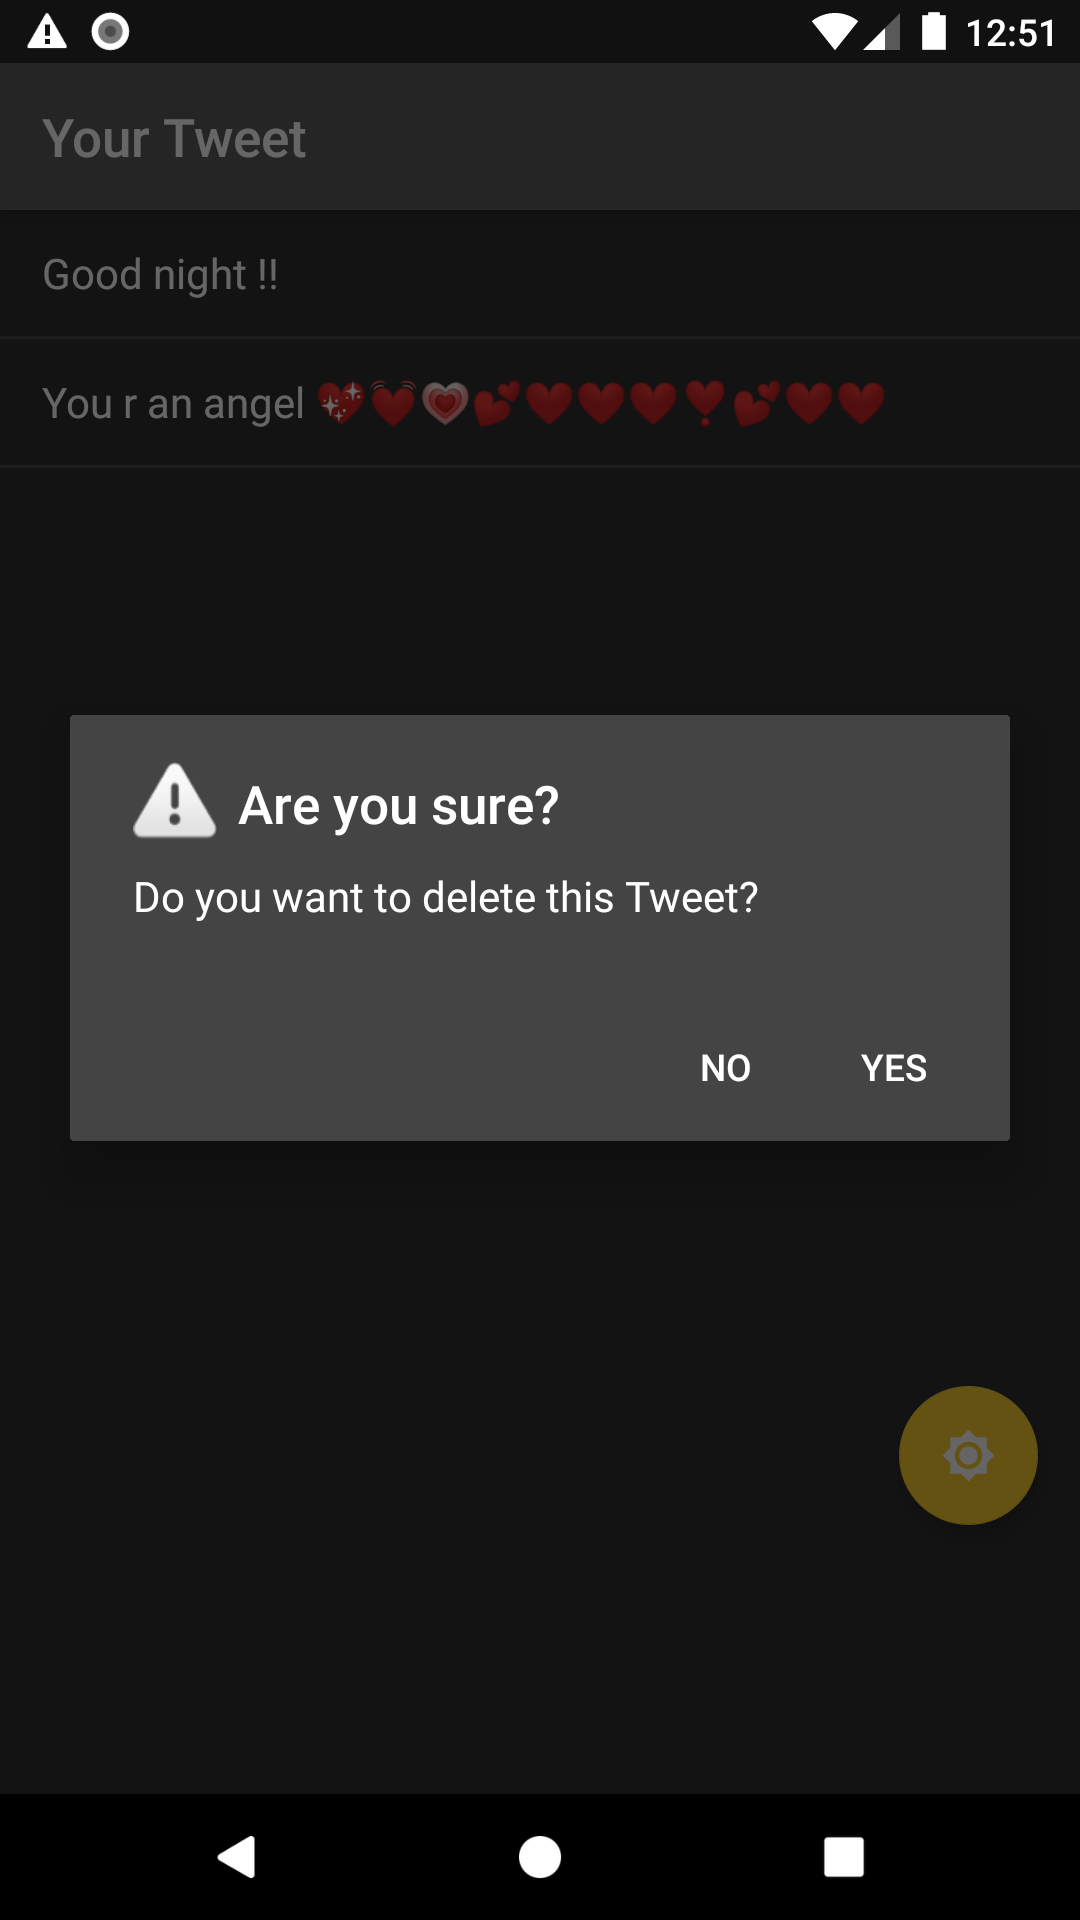 12:51
Your Tweet
Good night !!
You r an angel 💖💓💗💕❤️❤️❤️❣️💕❤️❤️
Are you sure?
Do you want to delete this Tweet?
NO YES